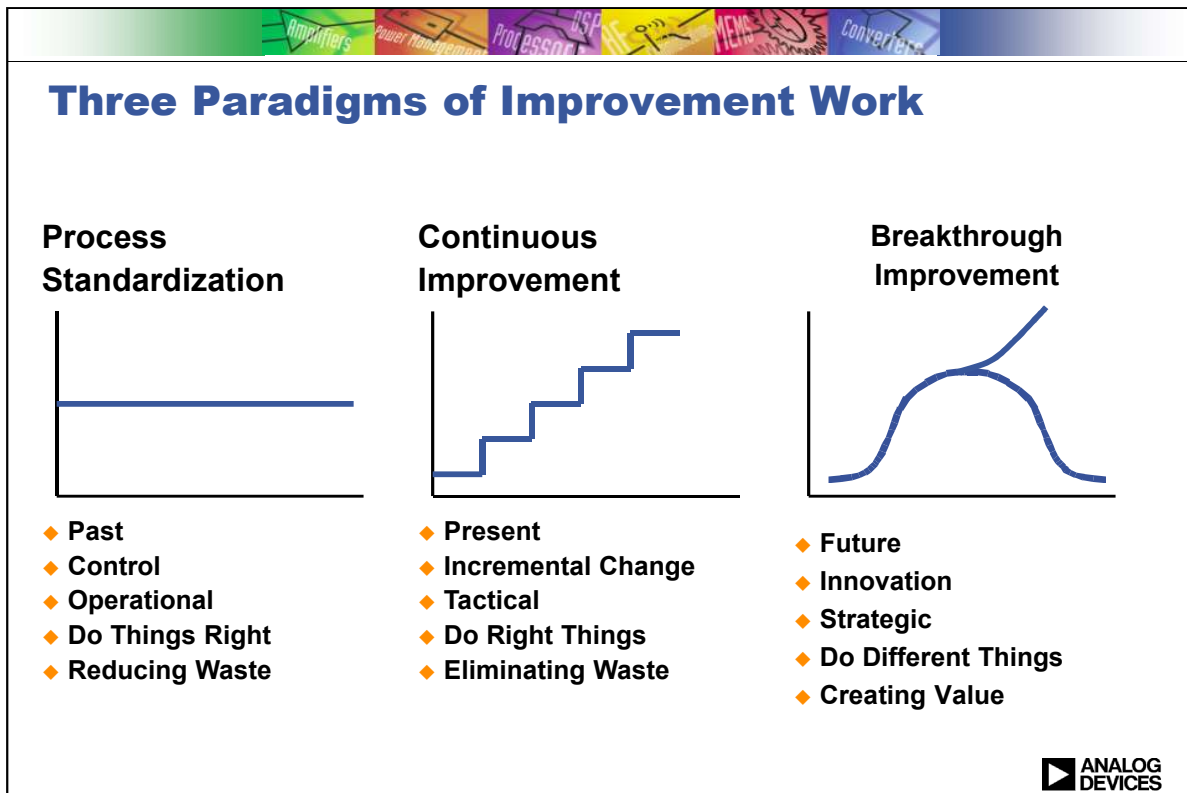 Amplifiers Power Management Processors DSP RF MEMS Converters
Three Paradigms of Improvement Work
Process
Standardization
Past
Control
Operational
Do Things Right
Reducing Waste
Continuous
Improvement
Present
Incremental Change
Tactical
Do Right Things
Eliminating Waste
Breakthrough
Improvement
Future
Innovation
Strategic
Do Different Things
Creating Value
ANALOG
DEVICES